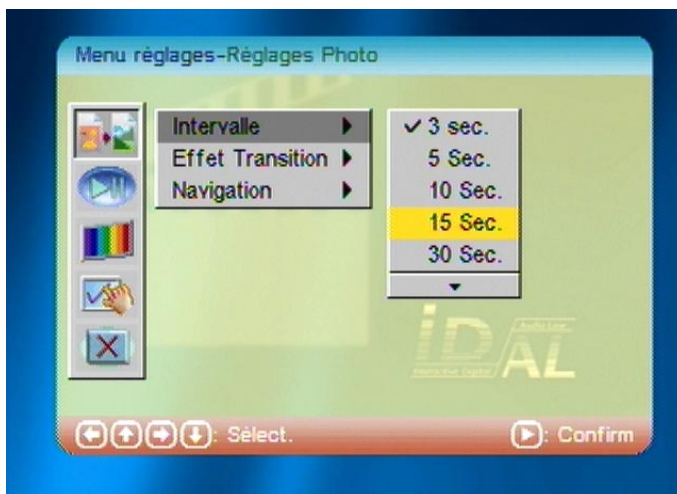 Menu réglages-Réglages Photo
Intervalle
Effet Transition
Navigation
3 sec.
5 Sec.
10 Sec.
15 Sec.
30 Sec.
iDAL
: Sélect.
: Confirm